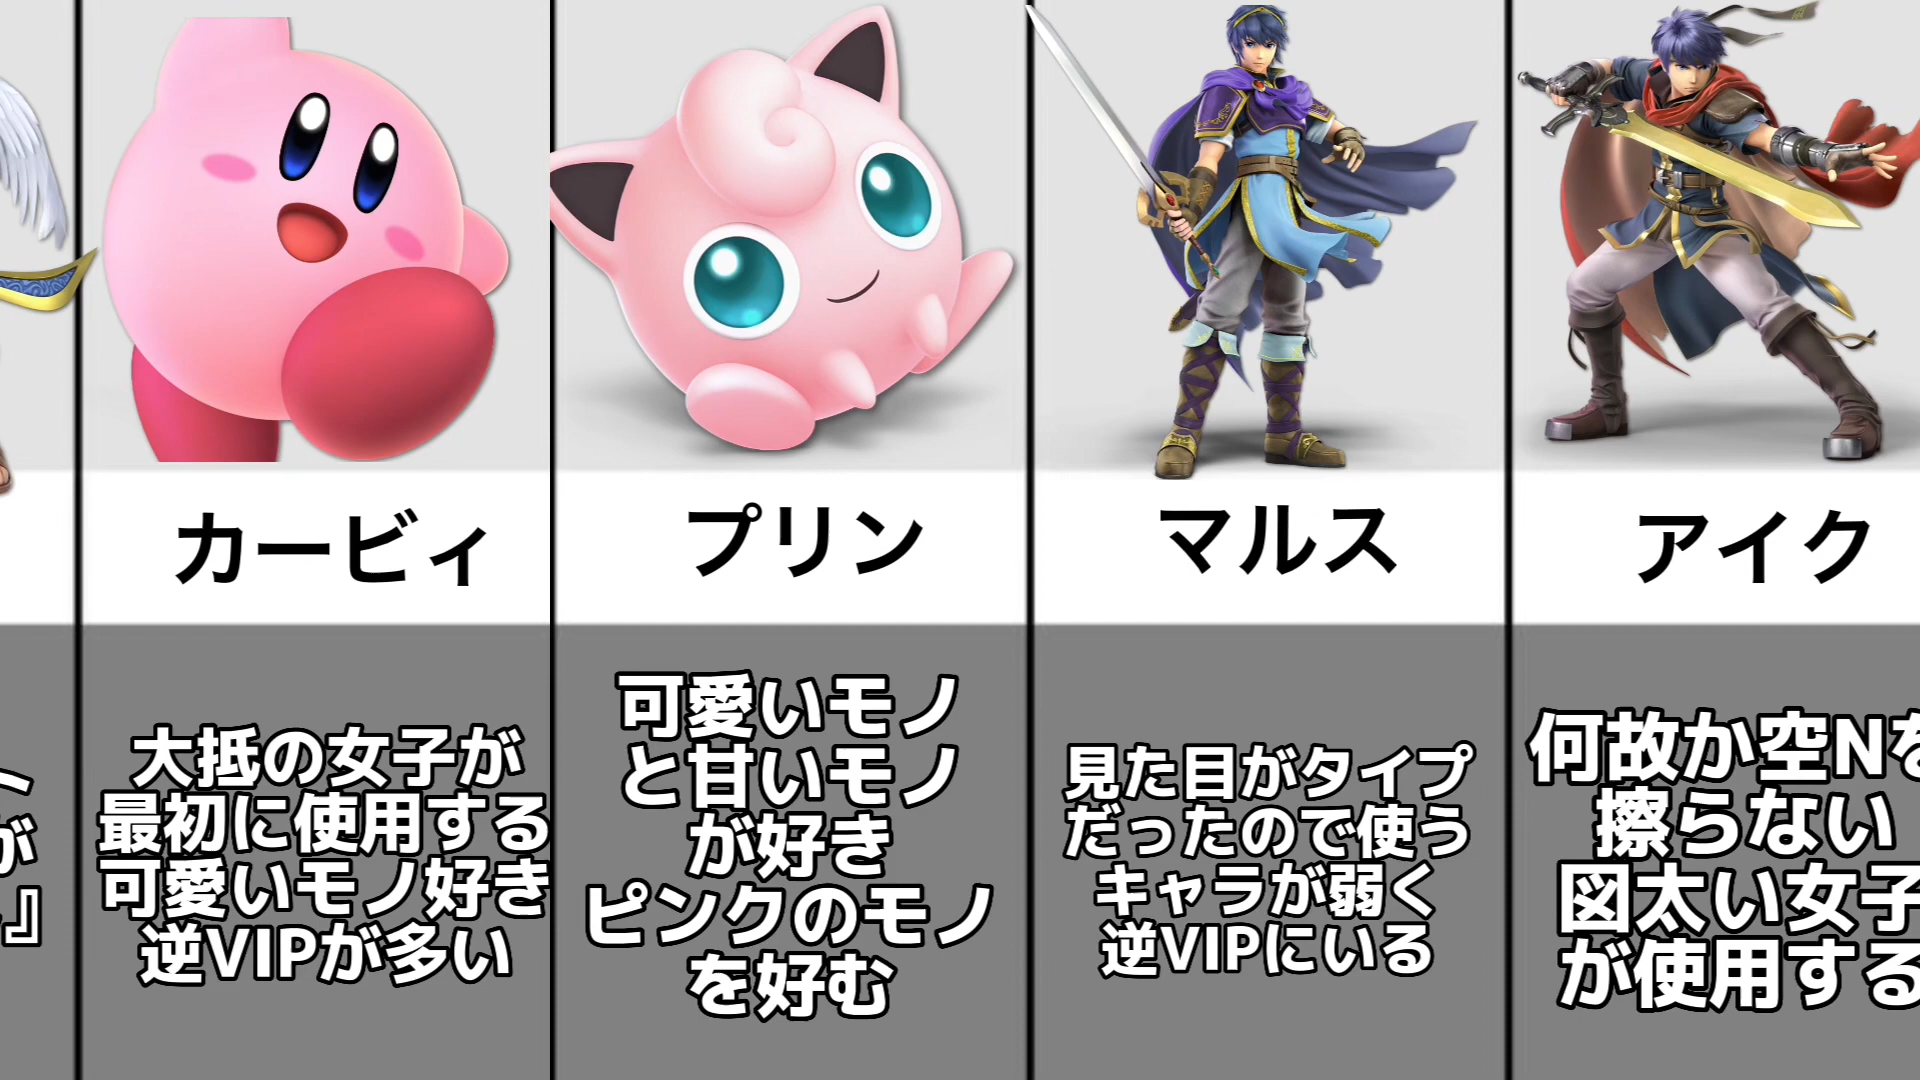 カービィ
プリン
マルス
アイク
大抵の女子が
最初に使用する
可愛いモノ好き
逆VIPが多い
可愛いモノ
と甘いモノ
が好き
ピンクのモノ
を好む
見た目がタイプ
だったので使う
キャラが弱く
逆VIPにいる
何故か空Nを
擦らない
図太い女子
が使用する
が
』